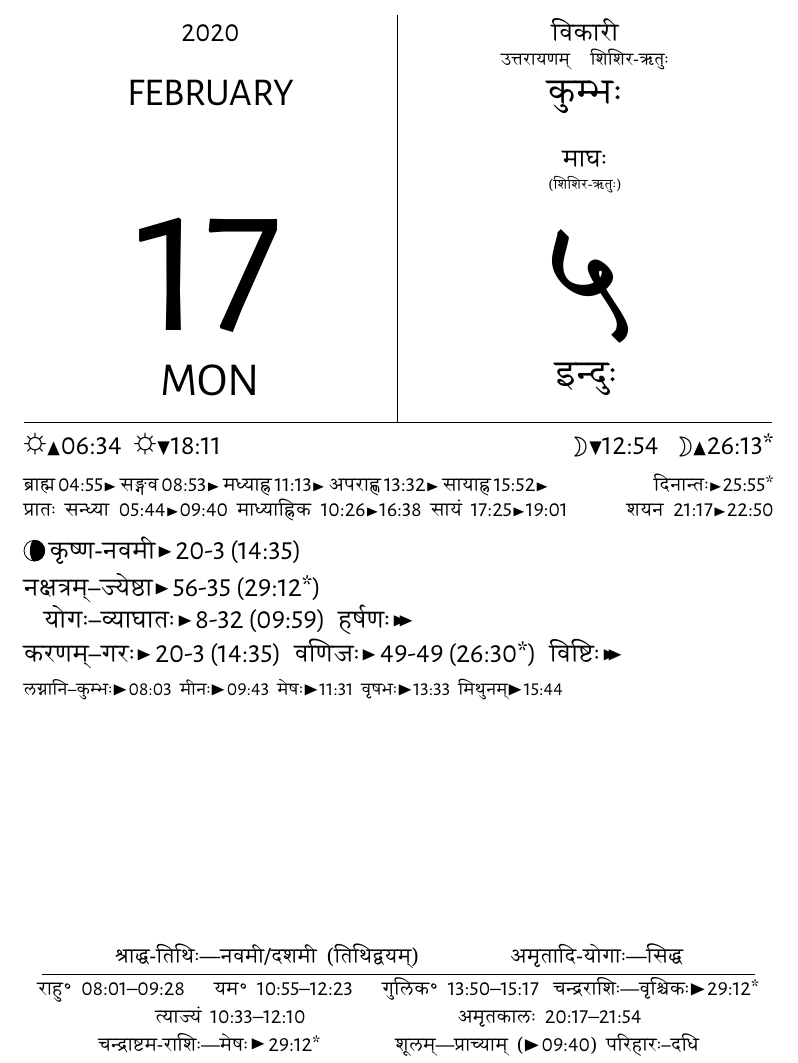 2020
FEBRUARY
17
MON
विकारी
उत्तरायणम् शिशिर-ऋतुः
कुम्भः
माघः
(शिशिर-ऋतुः)
५
इन्दुः
☼▲06:34 ☼▼18:11 ☽▼12:54 ☽▲26:13*
ब्राह्म 04:55► सङ्गव 08:53► मध्याह्न 11:13► अपराह्ण 13:32► सायाह्न 15:52► दिनान्तः►25:55*
प्रातः सन्ध्या 05:44►09:40 माध्याह्निक 10:26►16:38 सायं 17:25►19:01 शयन 21:17►22:50
कृष्ण-नवमी►20-3 (14:35)
नक्षत्रम्–ज्येष्ठा►56-35 (29:12*)
योगः–व्याघातः►8-32 (09:59) हर्षणः►►
करणम्–गरः►20-3 (14:35) वणिजः►49-49 (26:30*) विष्टिः►►
लग्नानि–कुम्भः►08:03 मीनः►09:43 मेषः►11:31 वृषभः►13:33 मिथुनम्►15:44
श्राद्ध-तिथिः—नवमी/दशमी (तिथिद्वयम्) अमृतादि-योगाः—सिद्ध
राहु॰ 08:01–09:28 यम॰ 10:55–12:23 गुलिक॰ 13:50–15:17 चन्द्रराशिः—वृश्चिकः►29:12*
त्याज्यं 10:33–12:10 अमृतकालः 20:17–21:54
चन्द्राष्टम-राशिः—मेषः►29:12* शूलम्—प्राच्याम् (►09:40) परिहारः–दधि